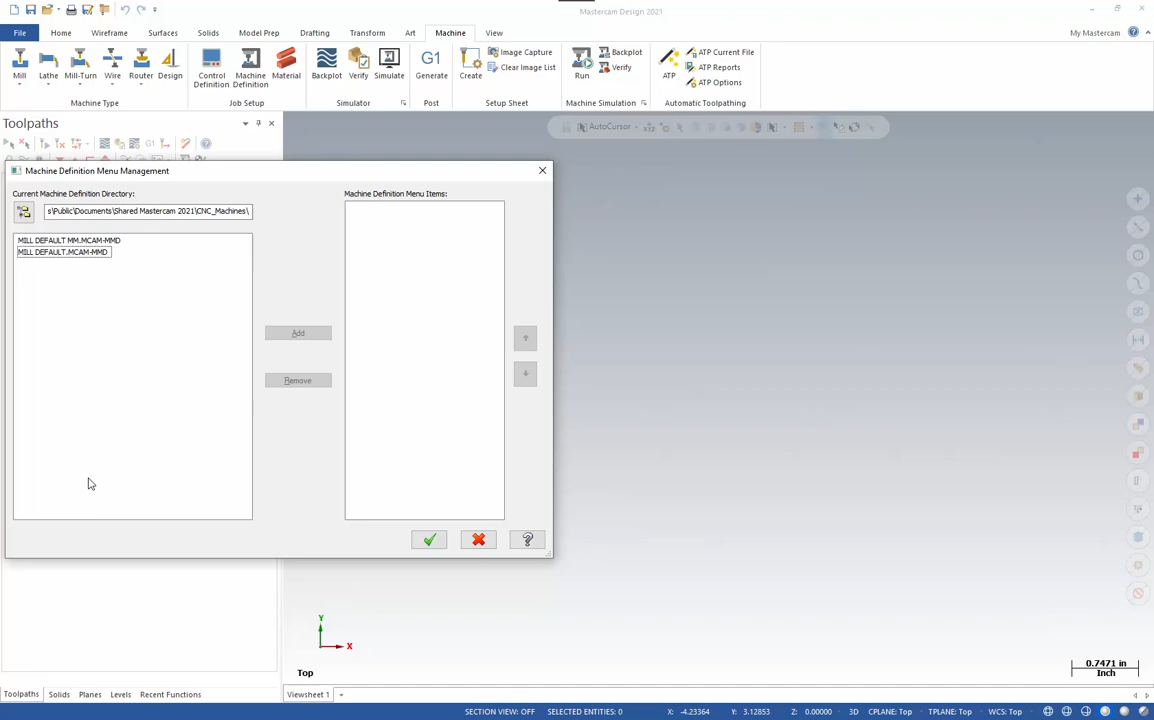 Mastercam Design 2021
File Home Wireframe Surfaces Solids Model Prep Drafting Transform Art Machine View My Mastercam
Mill Lathe Mill-Turn Wire Router Design
Machine Type
Control Definition
Machine Definition
Material
Job Setup
Backplot Verify Simulate
Simulator
G1
Generate
Post
Create
Image Capture
Clear Image List
Setup Sheet
Run
Backplot
Verify
Machine Simulation
ATP
ATP Current File
ATP Reports
ATP Options
Automatic Toolpathing
Toolpaths
G1
AutoCursor
XYZ
Machine Definition Menu Management
Current Machine Definition Directory:
s\Public\Documents\Shared Mastercam 2021\CNC_Machines\
MILL DEFAULT MM.MCAM-MMD
MILL DEFAULT.MCAM-MMD
Machine Definition Menu Items:
Add
Remove
Y
X
Top
0.7471 in
Inch
Toolpaths Solids Planes Levels Recent Functions
Viewsheet 1
SECTION VIEW: OFF SELECTED ENTITIES: 0 X: -4.23364 Y: 3.12853 Z: 0.00000 3D CPLANE: Top TPLANE: Top WCS: Top